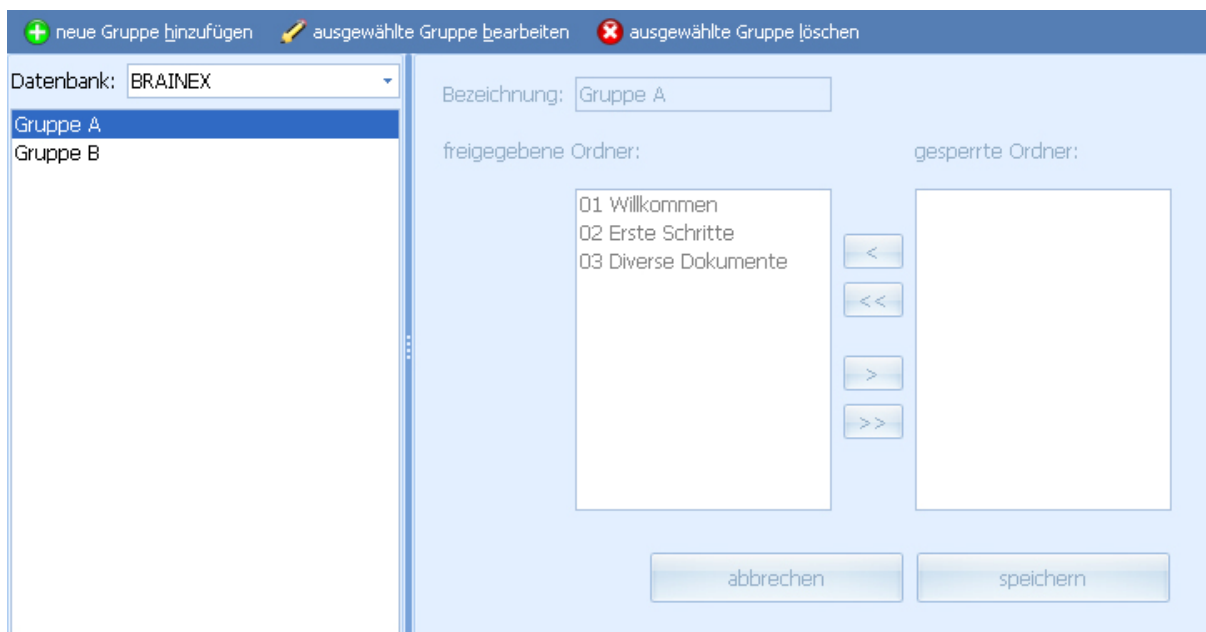 neue Gruppe hinzufügen ausgewählte Gruppe bearbeiten ausgewählte Gruppe löschen
Datenbank: BRAINEX
Gruppe A
Gruppe B
Bezeichnung: Gruppe A
freigegebene Ordner: gesperrte Ordner:
01 Willkommen
02 Erste Schritte
03 Diverse Dokumente
<
<<
>
>>
abbrechen speichern